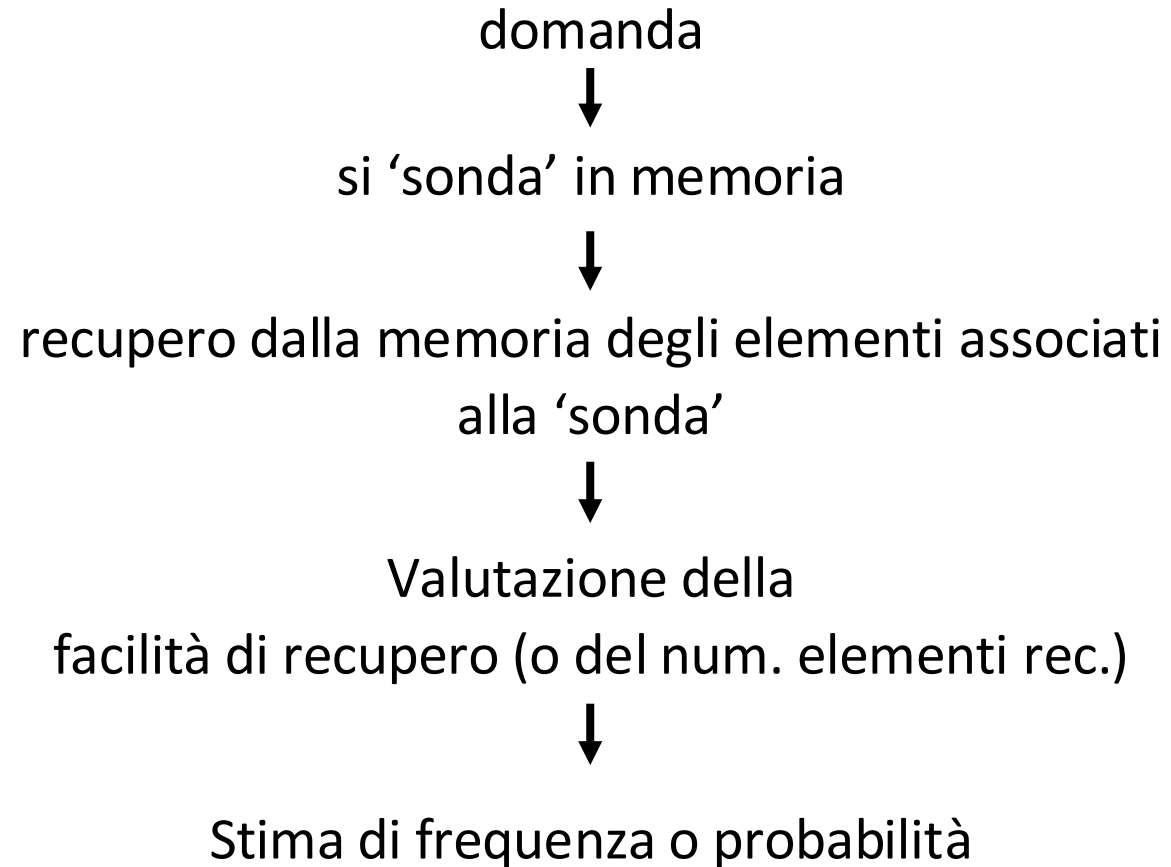 domanda
si ‘sonda’ in memoria
recupero dalla memoria degli elementi associati
alla ‘sonda’
Valutazione della
facilità di recupero (o del num. elementi rec.)
Stima di frequenza o probabilità